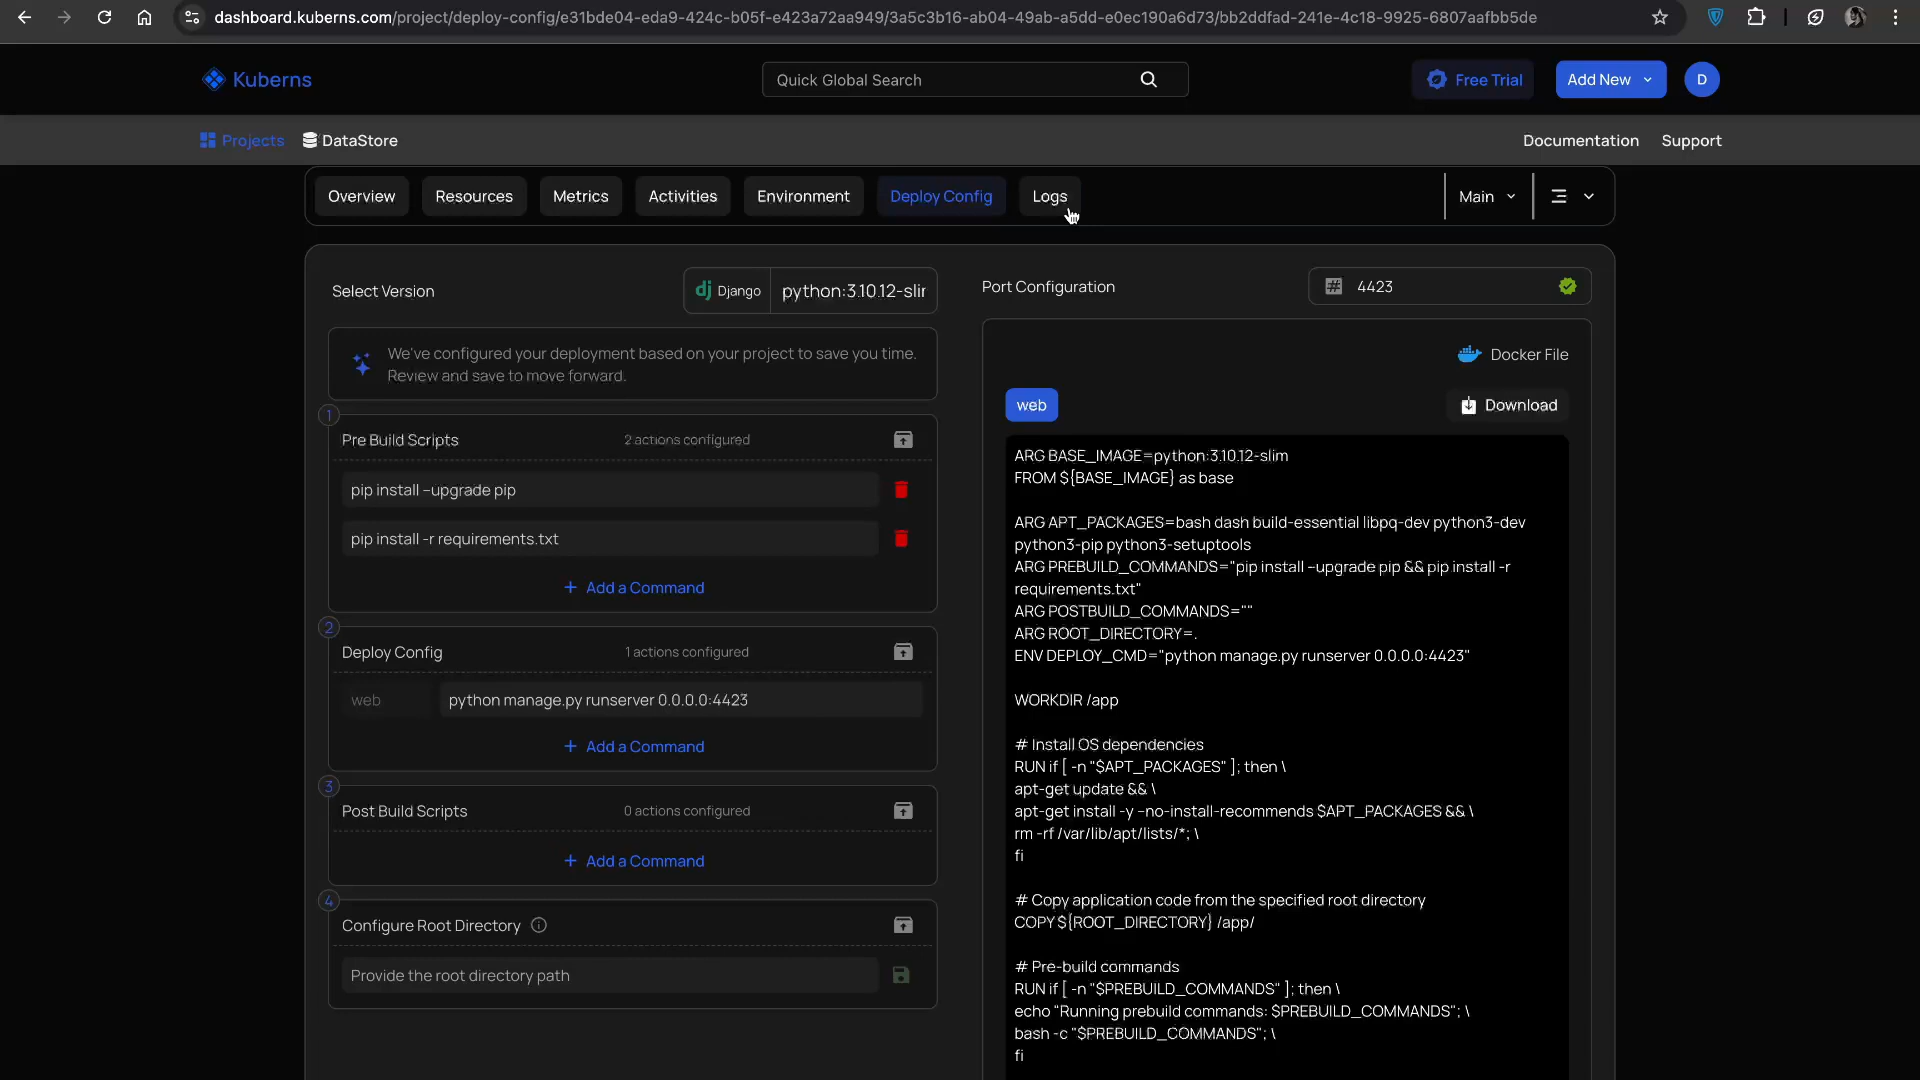 dashboard.kuberns.com/project/deploy-config/e31bde04-eda9-424c-b05f-e423a72aa949/3a5c3b16-ab04-49ab-a5dd-e0ec190a6d73/bb2ddfad-241e-4c18-9925-6807aafbb5de
Kuberns
Quick Global Search
Free Trial
Add New
D
Projects
DataStore
Documentation
Support
Overview
Resources
Metrics
Activities
Environment
Deploy Config
Logs
Main
Select Version
dj Django
python:3.10.12-slir
We've configured your deployment based on your project to save you time.
Review and save to move forward.
1
Pre Build Scripts
2 actions configured
pip install –upgrade pip
pip install -r requirements.txt
+ Add a Command
2
Deploy Config
1 actions configured
web
python manage.py runserver 0.0.0.0:4423
+ Add a Command
3
Post Build Scripts
0 actions configured
+ Add a Command
4
Configure Root Directory
Provide the root directory path
Port Configuration
# 4423
Docker File
web
Download
ARG BASE_IMAGE=python:3.10.12-slim
FROM ${BASE_IMAGE} as base
ARG APT_PACKAGES=bash dash build-essential libpq-dev python3-dev
python3-pip python3-setuptools
ARG PREBUILD_COMMANDS="pip install –upgrade pip && pip install -r
requirements.txt"
ARG POSTBUILD_COMMANDS=""
ARG ROOT_DIRECTORY=.
ENV DEPLOY_CMD="python manage.py runserver 0.0.0.0:4423"
WORKDIR /app
# Install OS dependencies
RUN if [ -n "$APT_PACKAGES" ]; then \
apt-get update && \
apt-get install -y –no-install-recommends $APT_PACKAGES && \
rm -rf /var/lib/apt/lists/*; \
fi
# Copy application code from the specified root directory
COPY ${ROOT_DIRECTORY} /app/
# Pre-build commands
RUN if [ -n "$PREBUILD_COMMANDS" ]; then \
echo "Running prebuild commands: $PREBUILD_COMMANDS"; \
bash -c "$PREBUILD_COMMANDS"; \
fi